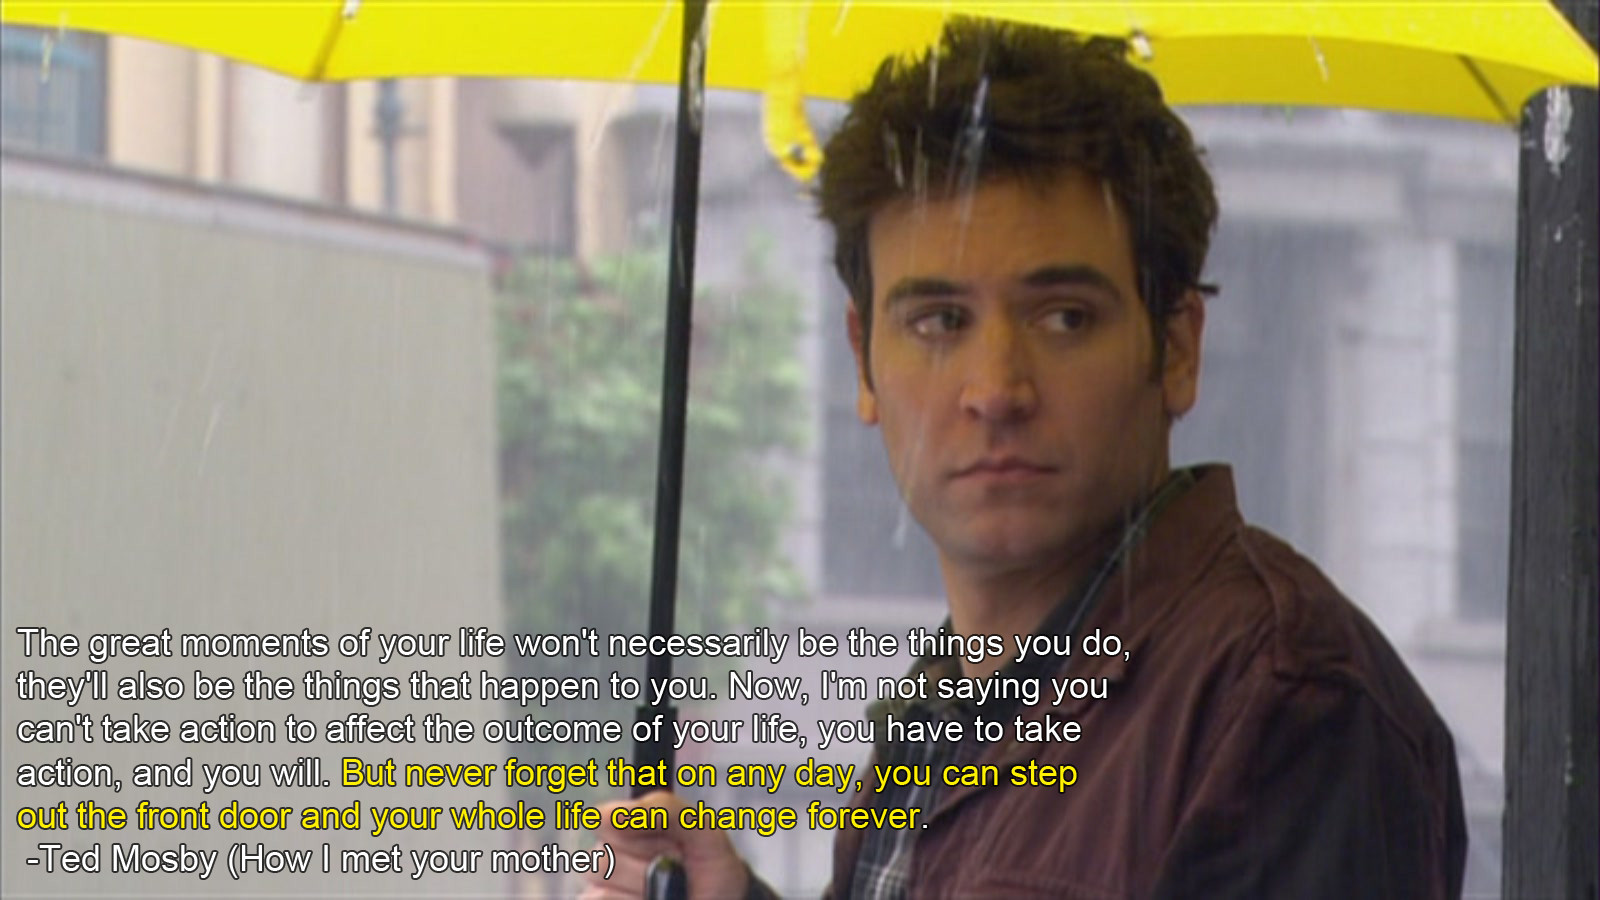 The great moments of your life won't necessarily be the things you do,
they'll also be the things that happen to you. Now, I'm not saying you
can't take action to affect the outcome of your life, you have to take
action, and you will. But never forget that on any day, you can step
out the front door and your whole life can change forever.
-Ted Mosby (How I met your mother)